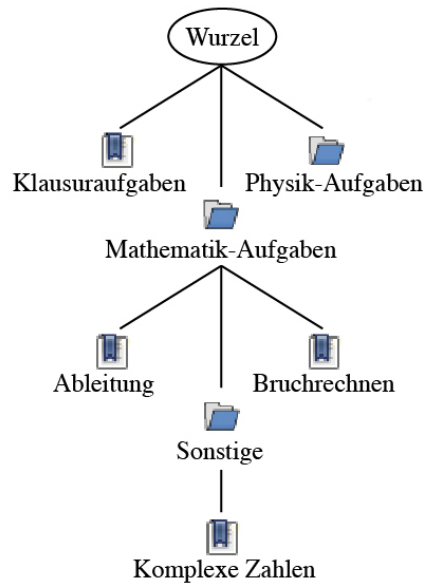 Wurzel
Klausuraufgaben
Physik-Aufgaben
Mathematik-Aufgaben
Ableitung
Bruchrechnen
Sonstige
Komplexe Zahlen